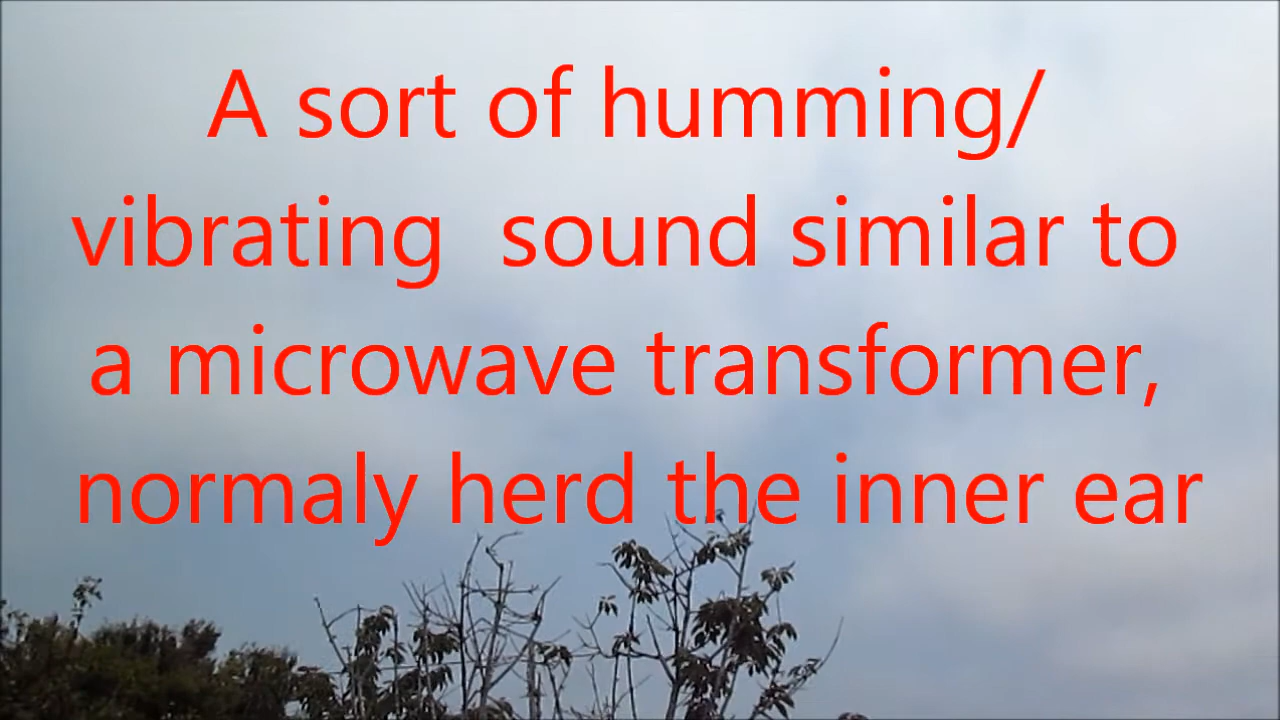 A sort of humming/
vibrating  sound similar to
a microwave transformer,
normaly herd the inner ear